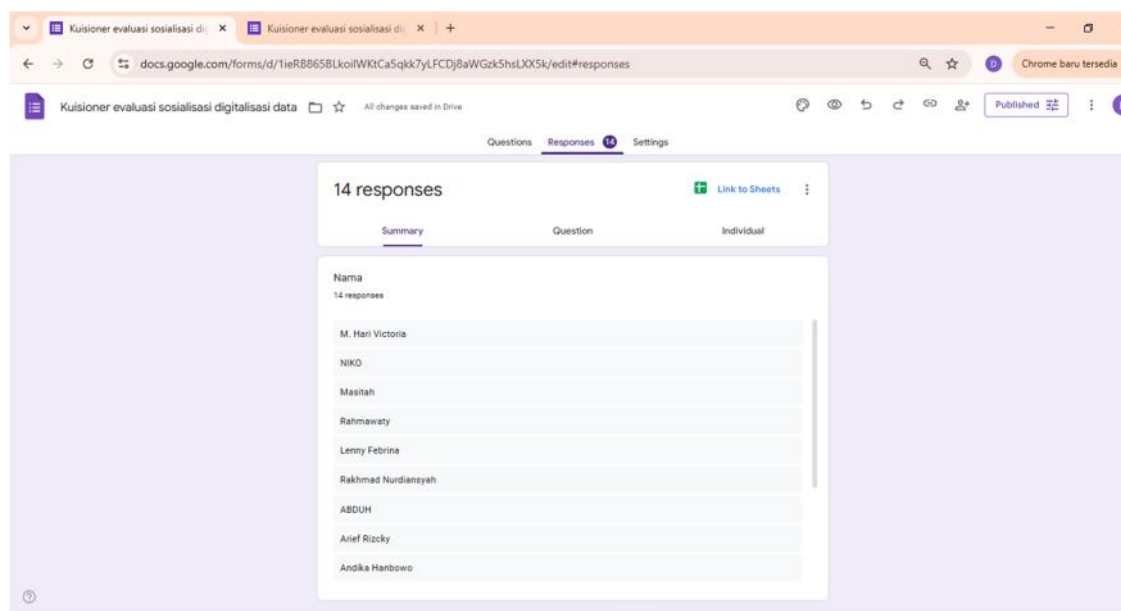 Kuisioner evaluasi sosialisasi di
Kuisioner evaluasi sosialisasi di
docs.google.com/forms/d/1ieRB865BLkoilWKtCa5qkk7yLFCDj8aWGzk5hsLXX5k/edit#responses
D
Chrome baru tersedia
Kuisioner evaluasi sosialisasi digitalisasi data
All changes saved in Drive
Published
Questions
Responses 14
Settings
14 responses
Link to Sheets
Summary
Question
Individual
Nama
14 responses
M. Hari Victoria
NIKO
Masitah
Rahmawaty
Lenny Febrina
Rakhmad Nurdiansyah
ABDUH
Arief Rizcky
Andika Hanbowo